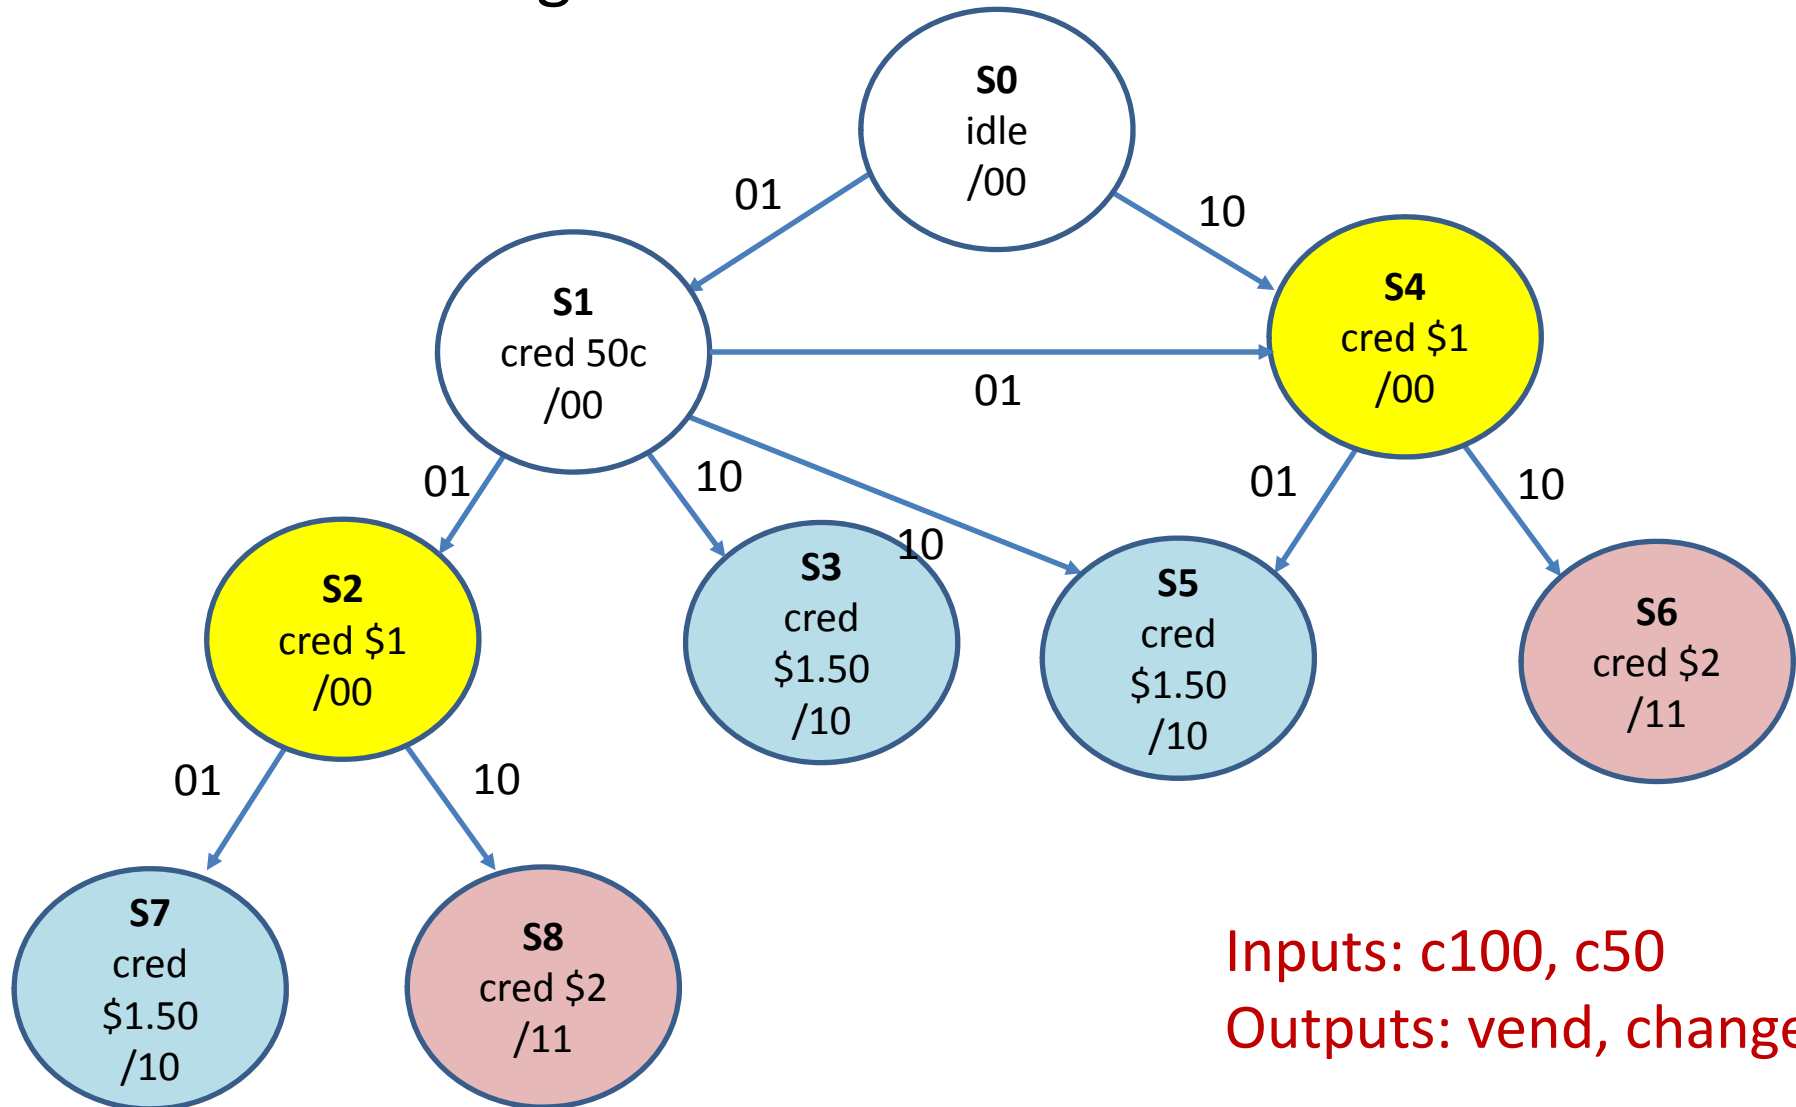 S0
idle
/00
01
10
S1
cred 50c
/00
S4
cred $1
/00
01
01
10
10
01
10
S2
cred $1
/00
S3
cred
$1.50
/10
S5
cred
$1.50
/10
S6
cred $2
/11
01
10
S7
cred
$1.50
/10
S8
cred $2
/11
Inputs: c100, c50
Outputs: vend, change